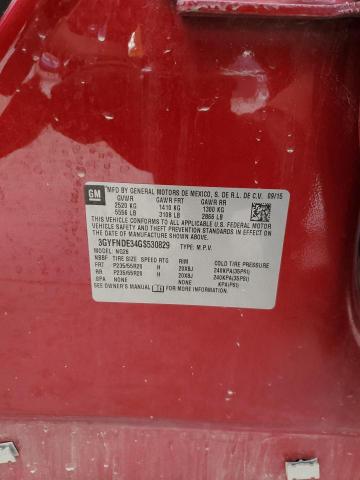 GM
MFD BY GENERAL MOTORS DE MEXICO, S. DE R.L. DE C.V. 09/15
GVWR GAWR FRT GAWR RR
2520 KG 1410 KG 1300 KG
5556 LB 3108 LB 2866 LB
THIS VEHICLE CONFORMS TO ALL APPLICABLE U.S. FEDERAL MOTOR
VEHICLE SAFETY AND THEFT PREVENTION STANDARDS IN EFFECT ON
THE DATE OF MANUFACTURE SHOWN ABOVE.
3GYFNDE34GS530829 TYPE: M.P.V.
MODEL: NG26
NBBF TIRE SIZE SPEED RTG RIM COLD TIRE PRESSURE
FRT P235/55R20 H 20X8J 240KPA(35PSI)
RR P235/55R20 H 20X8J 240KPA(35PSI)
SPA NONE NONE KPA(PSI)
SEE OWNER'S MANUAL FOR MORE INFORMATION.